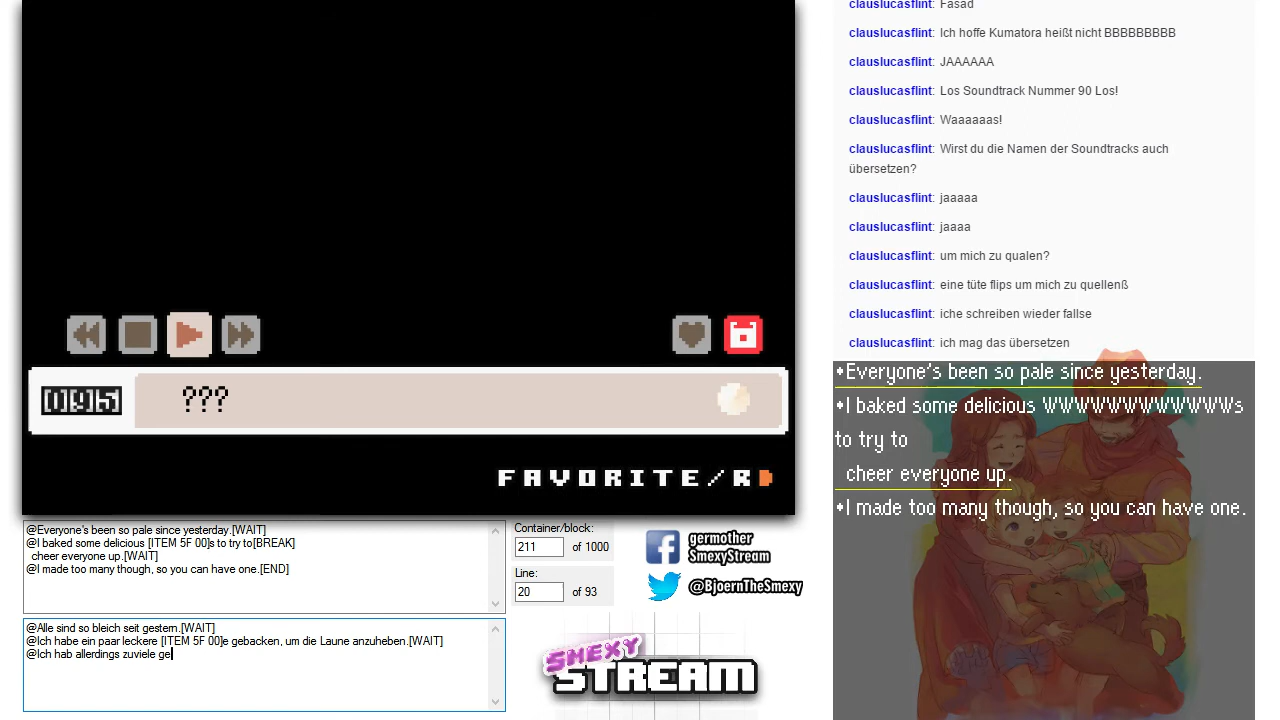 clauslucasflint: Fasad
clauslucasflint: Ich hoffe Kumatora heißt nicht BBBBBBBBB
clauslucasflint: JAAAAAA
clauslucasflint: Los Soundtrack Nummer 90 Los!
clauslucasflint: Waaaaaas!
clauslucasflint: Wirst du die Namen der Soundtracks auch
übersetzen?
clauslucasflint: jaaaaa
clauslucasflint: jaaaa
clauslucasflint: um mich zu qualen?
clauslucasflint: eine tüte flips um mich zu quellenß
clauslucasflint: iche schreiben wieder fallse
clauslucasflint: ich mag das übersetzen
095 ???
FAVORITE/R
•Everyone's been so pale since yesterday.
•I baked some delicious WWWWWWWWWWWWs
to try to
cheer everyone up.
•I made too many though, so you can have one.
@Everyone's been so pale since yesterday.[WAIT]
@I baked some delicious [ITEM 5F 00]s to try to[BREAK]
cheer everyone up.[WAIT]
@I made too many though, so you can have one.[END]
@Alle sind so bleich seit gestern.[WAIT]
@Ich habe ein paar leckere [ITEM 5F 00]e gebacken, um die Laune anzuheben.[WAIT]
@Ich hab allerdings zuviele ge
Container/block:
211 of 1000
Line:
20 of 93
germother
SmexyStream
@BjoernTheSmexy
SMEXY
STREAM